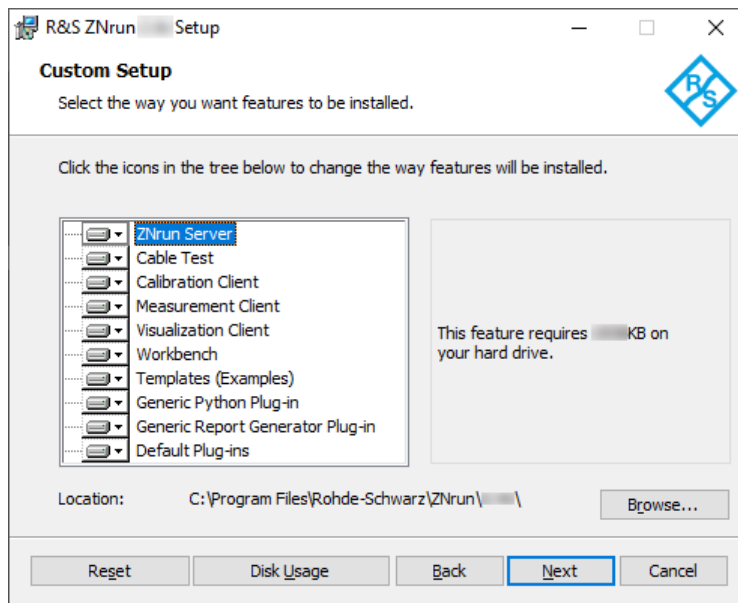 R&S ZNrun Setup
Custom Setup
Select the way you want features to be installed.
R S
Click the icons in the tree below to change the way features will be installed.
ZNrun Server
Cable Test
Calibration Client
Measurement Client
Visualization Client
Workbench
Templates (Examples)
Generic Python Plug-in
Generic Report Generator Plug-in
Default Plug-ins
This feature requires KB on
your hard drive.
Location: C:\Program Files\Rohde-Schwarz\ZNrun\ \
Browse...
Reset Disk Usage Back Next Cancel